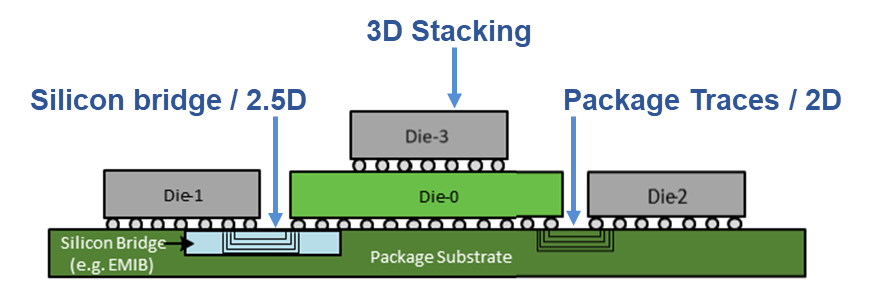 3D Stacking
Silicon bridge / 2.5D
Package Traces / 2D
Die-3
Die-1
Die-0
Die-2
Silicon Bridge
(e.g. EMIB)
Package Substrate